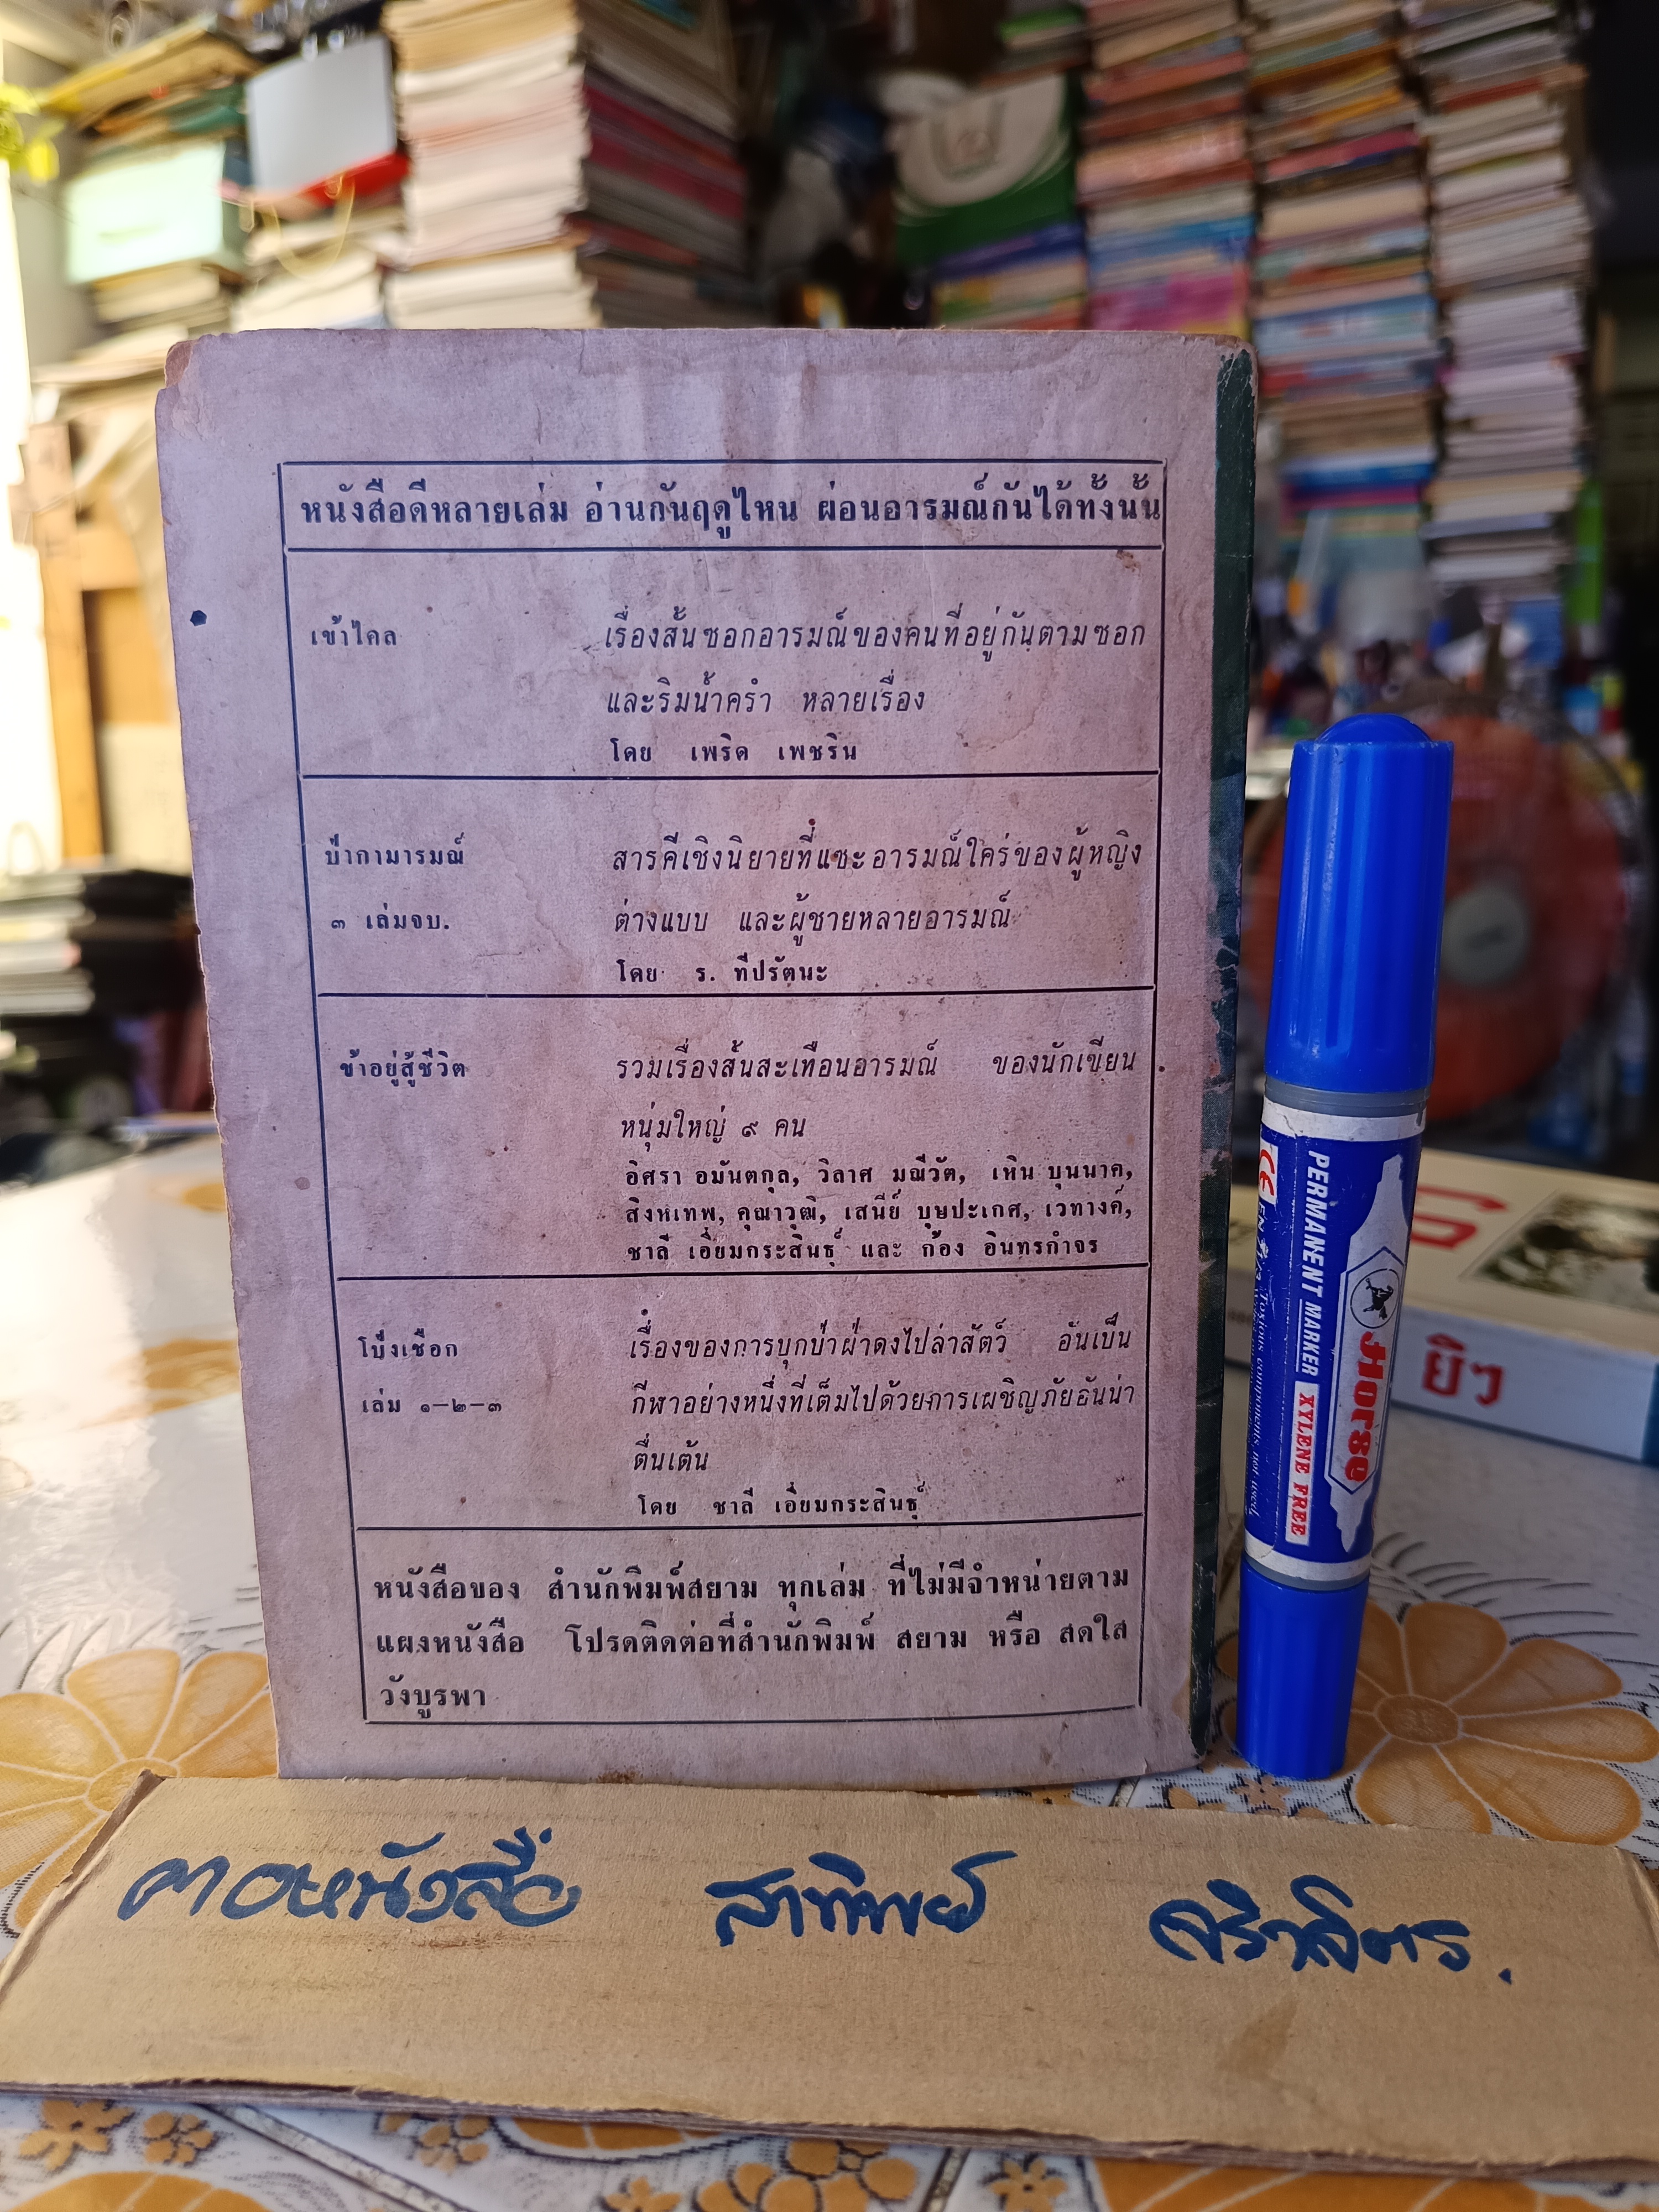 หนังสือดีหลายเล่ม อ่านกันฤดูไหน ผ่อนอารมณ์กันได้ทั้งนั้น
เข้าไคล
เรื่องสั้นซอกอารมณ์ของคนที่อยู่กันตามซอก
และริมน้ำครำ หลายเรื่อง
โดย เพริด เพชริน
ป่ากามารมณ์
๓ เล่มจบ.
สารคีเชิงนิยายที่แซะอารมณ์ใคร่ของผู้หญิง
ต่างแบบ และผู้ชายหลายอารมณ์
โดย ร. ทีปรัตนะ
ข้าอยู่สู้ชีวิต
รวมเรื่องสั้นสะเทือนอารมณ์ ของนักเขียน
หนุ่มใหญ่ ๙ คน
อิศรา อมันตกุล, วิลาศ มณีวัต, เหิน บุนนาค,
สิงหเทพ, คุณาวุฒิ, เสนีย์ บุษปะเกศ, เวทางค์,
ชาลี เอี่ยมกระสินธุ์ และ ก้อง อินทรกำจร
โป่งเชือก
เล่ม ๑-๒-๓
เรื่องของการบุกป่าฝ่าดงไปล่าสัตว์ อันเป็น
กีฬาอย่างหนึ่งที่เต็มไปด้วยการเผชิญภัยอันน่า
ตื่นเต้น
โดย ชาลี เอี่ยมกระสินธุ์
หนังสือของ สำนักพิมพ์สยาม ทุกเล่ม ที่ไม่มีจำหน่ายตาม
แผงหนังสือ โปรดติดต่อที่สำนักพิมพ์ สยาม หรือ สดใส
วังบูรพา
PERMANENT MARKER
XYLENE FREE
Horse
CE
Toxious components not used.
ยิๆ
หนังสือ สาทิพย์